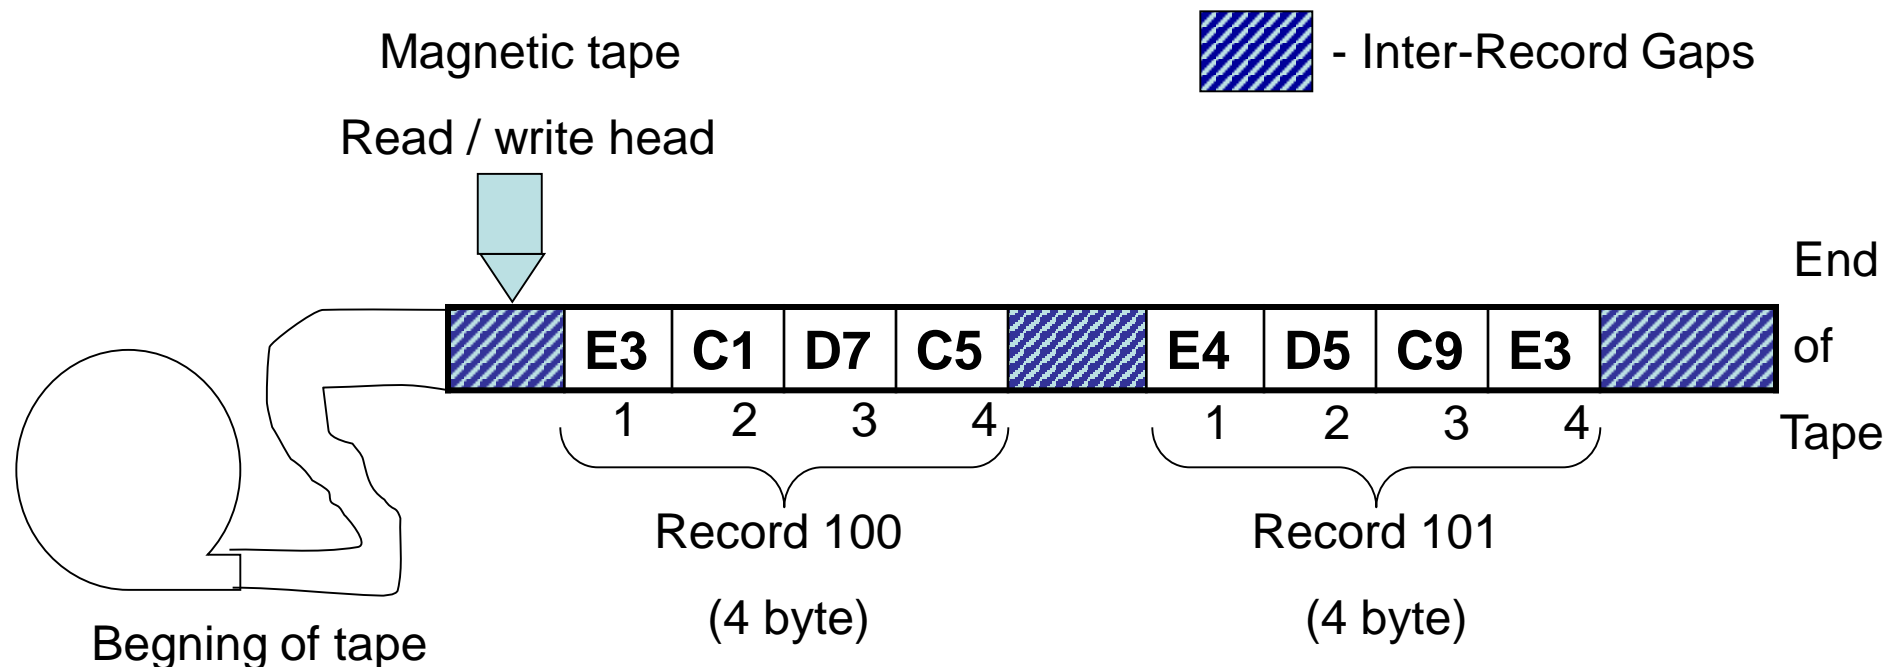 Magnetic tape
- Inter-Record Gaps
Read / write head
E3 C1 D7 C5 E4 D5 C9 E3
1 2 3 4 1 2 3 4
End
of
Tape
Record 100
(4 byte)
Record 101
(4 byte)
Begning of tape